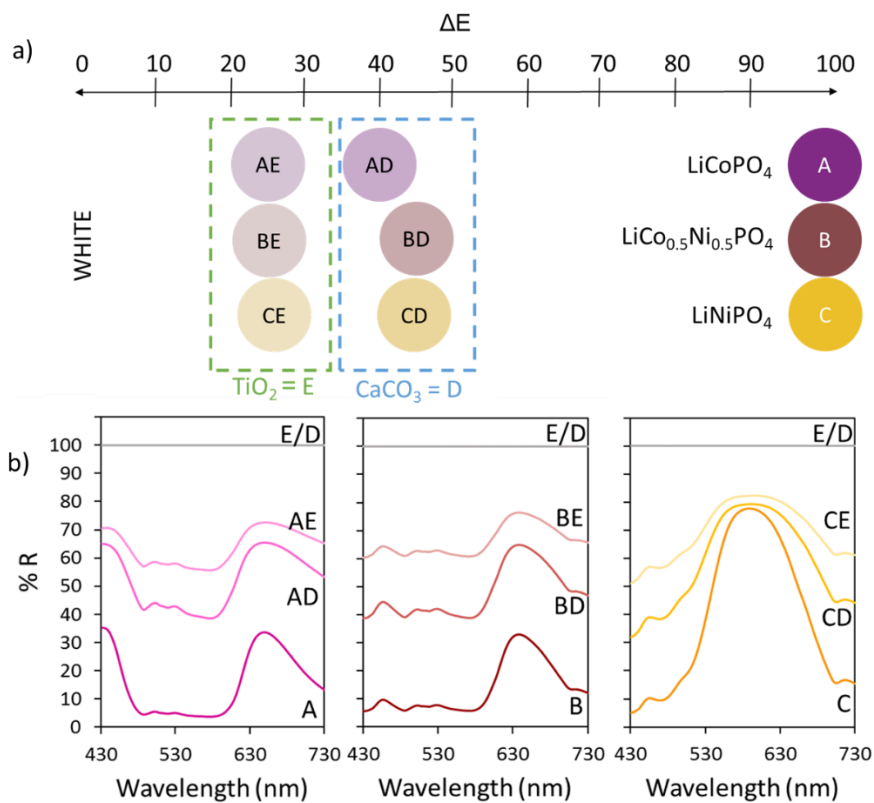 ΔE
a)
0 10 20 30 40 50 60 70 80 90 100
WHITE
AE AD LiCoPO₄ A
BE BD LiCo₀.₅Ni₀.₅PO₄ B
CE CD LiNiPO₄ C
TiO₂ = E CaCO₃ = D
b)
% R
100
90
80
70
60
50
40
30
20
10
0
E/D
AE
AD
A
430 530 630 730
Wavelength (nm)
E/D
BE
BD
B
430 530 630 730
Wavelength (nm)
E/D
CE
CD
C
430 530 630 730
Wavelength (nm)